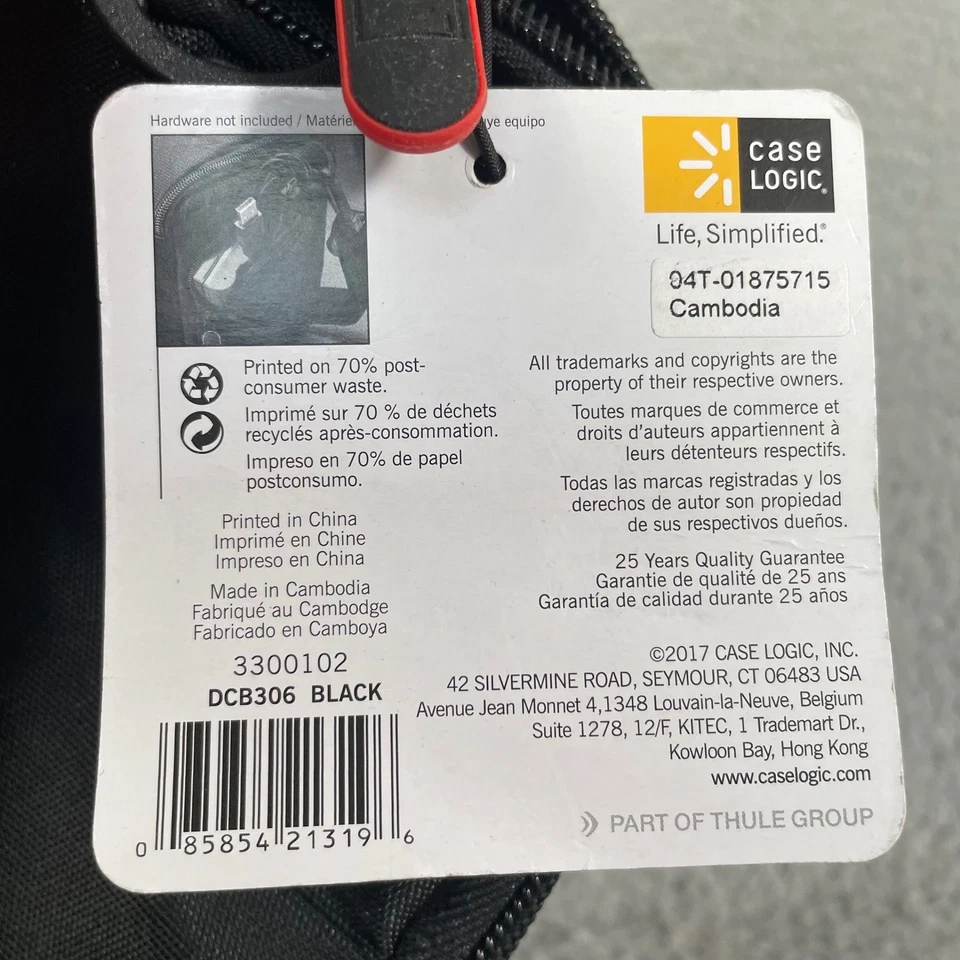 Hardware not included / Matérie
ye equipo
case
LOGIC®
Life, Simplified.®
04T-01875715
Cambodia
Printed on 70% post-
consumer waste.
Imprimé sur 70 % de déchets
recyclés après-consommation.
Impreso en 70% de papel
postconsumo.
All trademarks and copyrights are the
property of their respective owners.
Toutes marques de commerce et
droits d'auteurs appartiennent à
leurs détenteurs respectifs.
Todas las marcas registradas y los
derechos de autor son propiedad
de sus respectivos dueños.
Printed in China
Imprimé en Chine
Impreso en China
Made in Cambodia
Fabriqué au Cambodge
Fabricado en Camboya
25 Years Quality Guarantee
Garantie de qualité de 25 ans
Garantía de calidad durante 25 años
3300102
DCB306 BLACK
0 85854 21319 6
©2017 CASE LOGIC, INC.
42 SILVERMINE ROAD, SEYMOUR, CT 06483 USA
Avenue Jean Monnet 4,1348 Louvain-la-Neuve, Belgium
Suite 1278, 12/F, KITEC, 1 Trademart Dr.,
Kowloon Bay, Hong Kong
www.caselogic.com
PART OF THULE GROUP